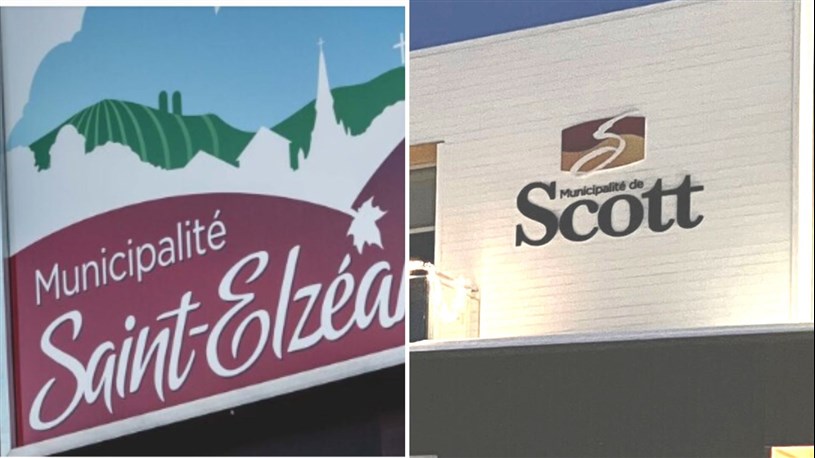 Municipalité
Saint-Elzéa
Municipalité de
Scott